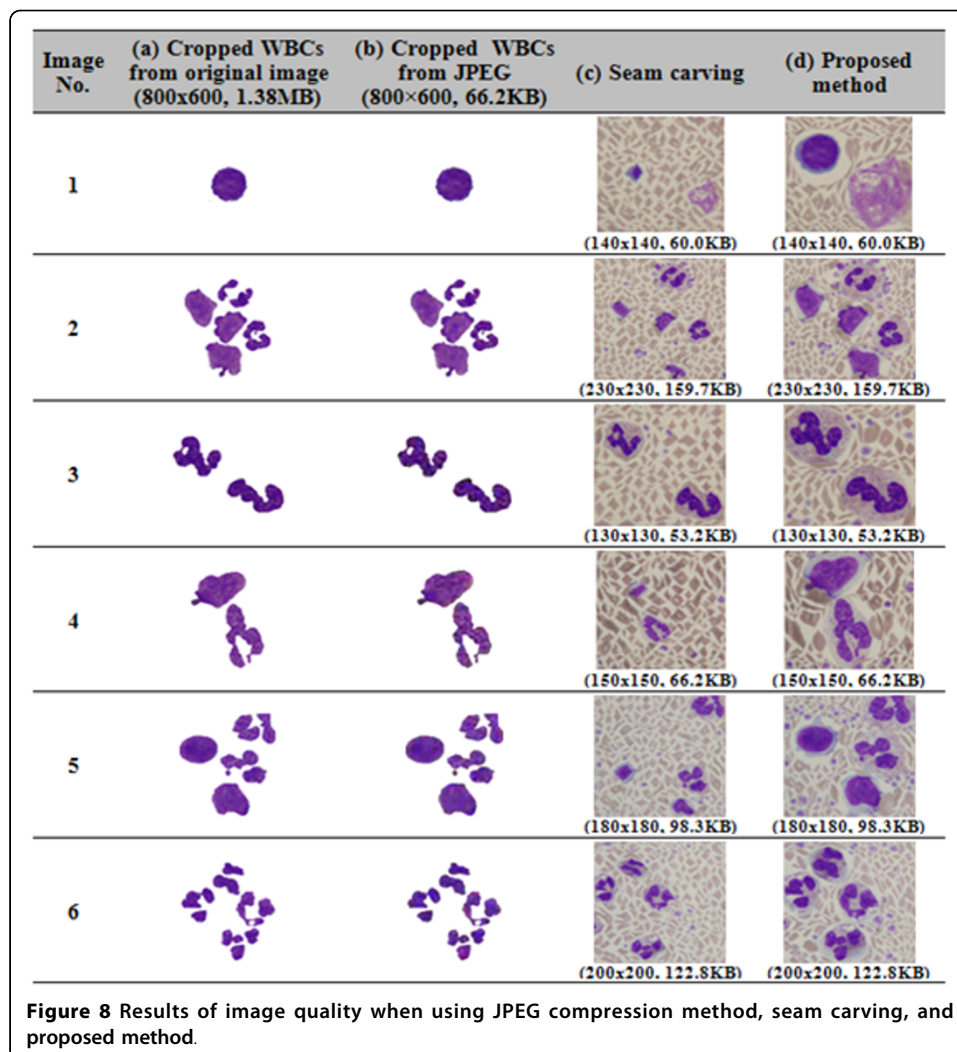 Image No.
(a) Cropped WBCs from original image (800x600, 1.38MB)
(b) Cropped WBCs from JPEG (800×600, 66.2KB)
(c) Seam carving
(d) Proposed method
1
(140x140, 60.0KB)
(140x140, 60.0KB)
2
(230x230, 159.7KB)
(230x230, 159.7KB)
3
(130x130, 53.2KB)
(130x130, 53.2KB)
4
(150x150, 66.2KB)
(150x150, 66.2KB)
5
(180x180, 98.3KB)
(180x180, 98.3KB)
6
(200x200, 122.8KB)
(200x200, 122.8KB)
Figure 8 Results of image quality when using JPEG compression method, seam carving, and
proposed method.